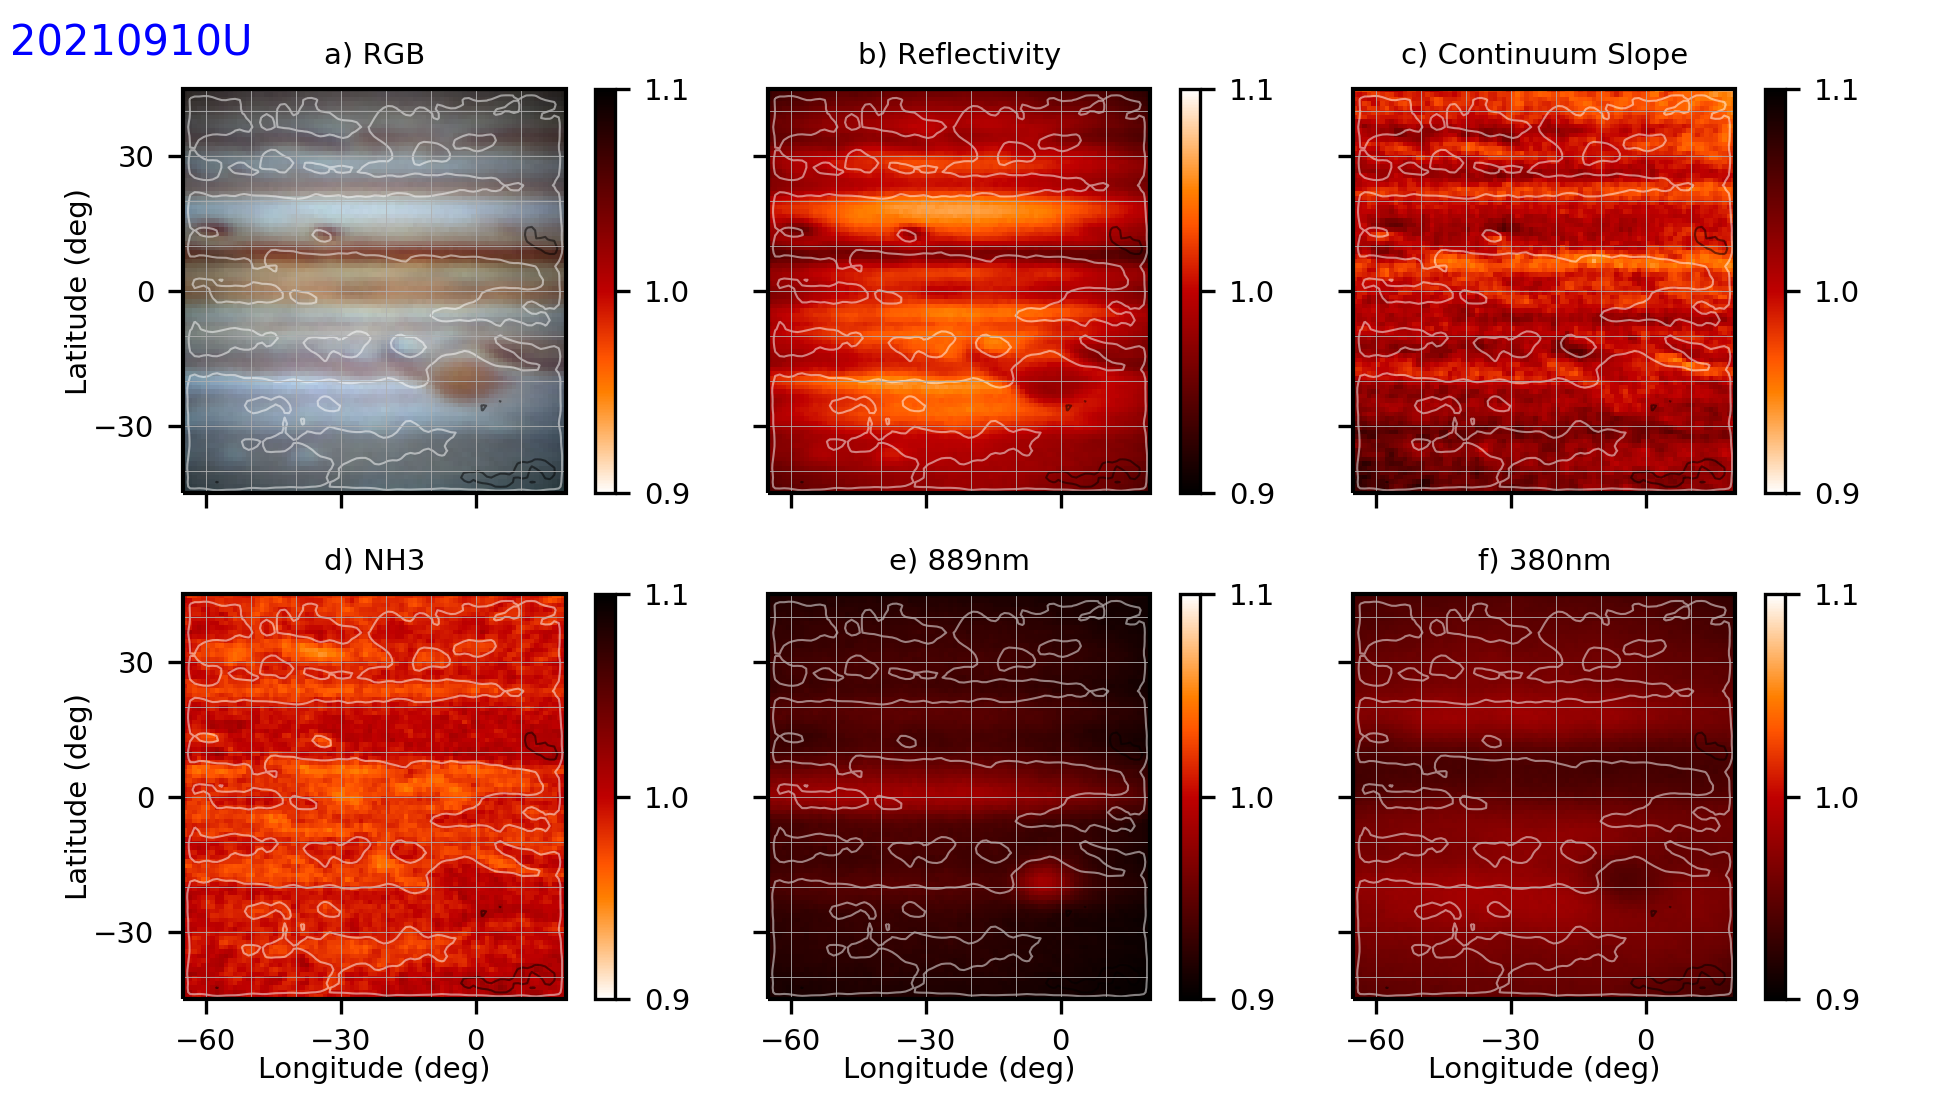 20210910U
a) RGB
b) Reflectivity
c) Continuum Slope
Latitude (deg)
30
0
−30
1.1
1.0
0.9
1.1
1.0
0.9
1.1
1.0
0.9
d) NH3
e) 889nm
f) 380nm
Latitude (deg)
30
0
−30
1.1
1.0
0.9
1.1
1.0
0.9
1.1
1.0
0.9
−60 −30 0
−60 −30 0
−60 −30 0
Longitude (deg)
Longitude (deg)
Longitude (deg)